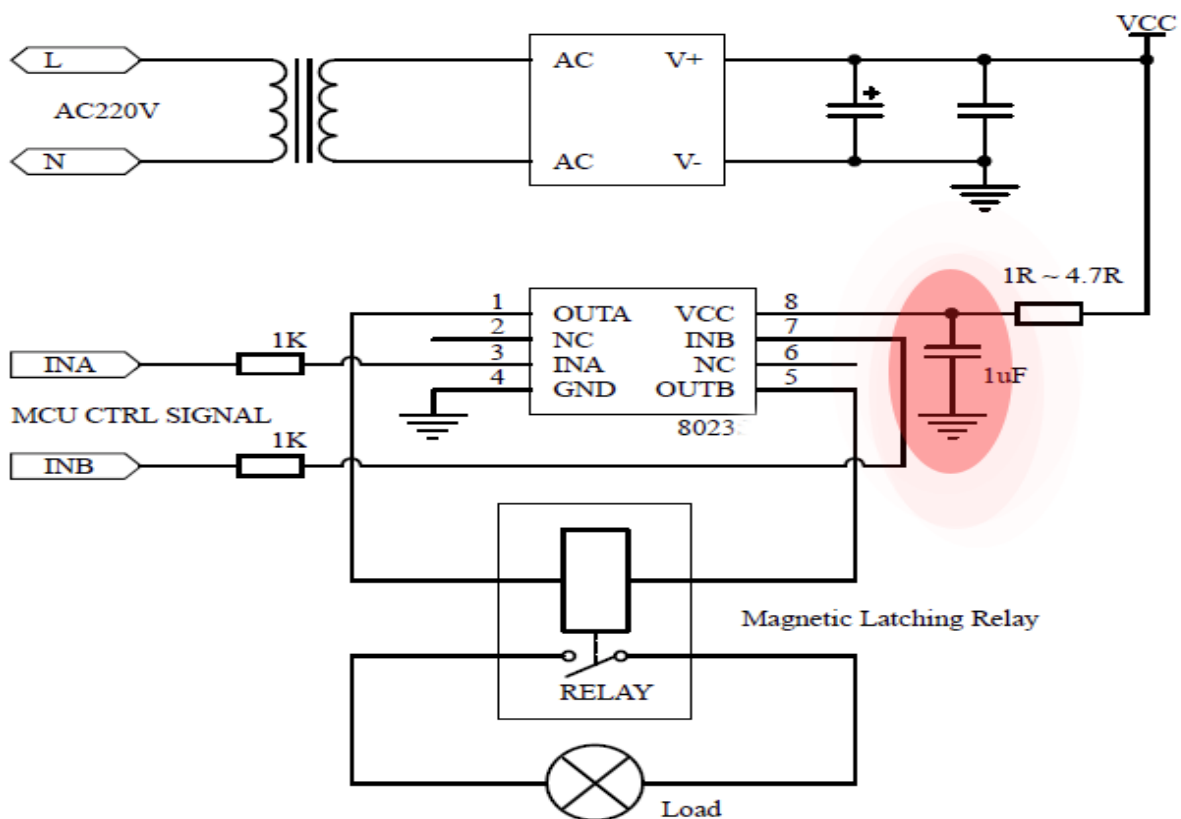 VCC
L
AC V+
AC220V
N
AC V-
1R ~ 4.7R
1 OUTA VCC 8
2 NC INB 7
INA 1K 3 INA NC 6
4 GND OUTB 5
1uF
MCU CTRL SIGNAL
1K
INB
Magnetic Latching Relay
RELAY
Load